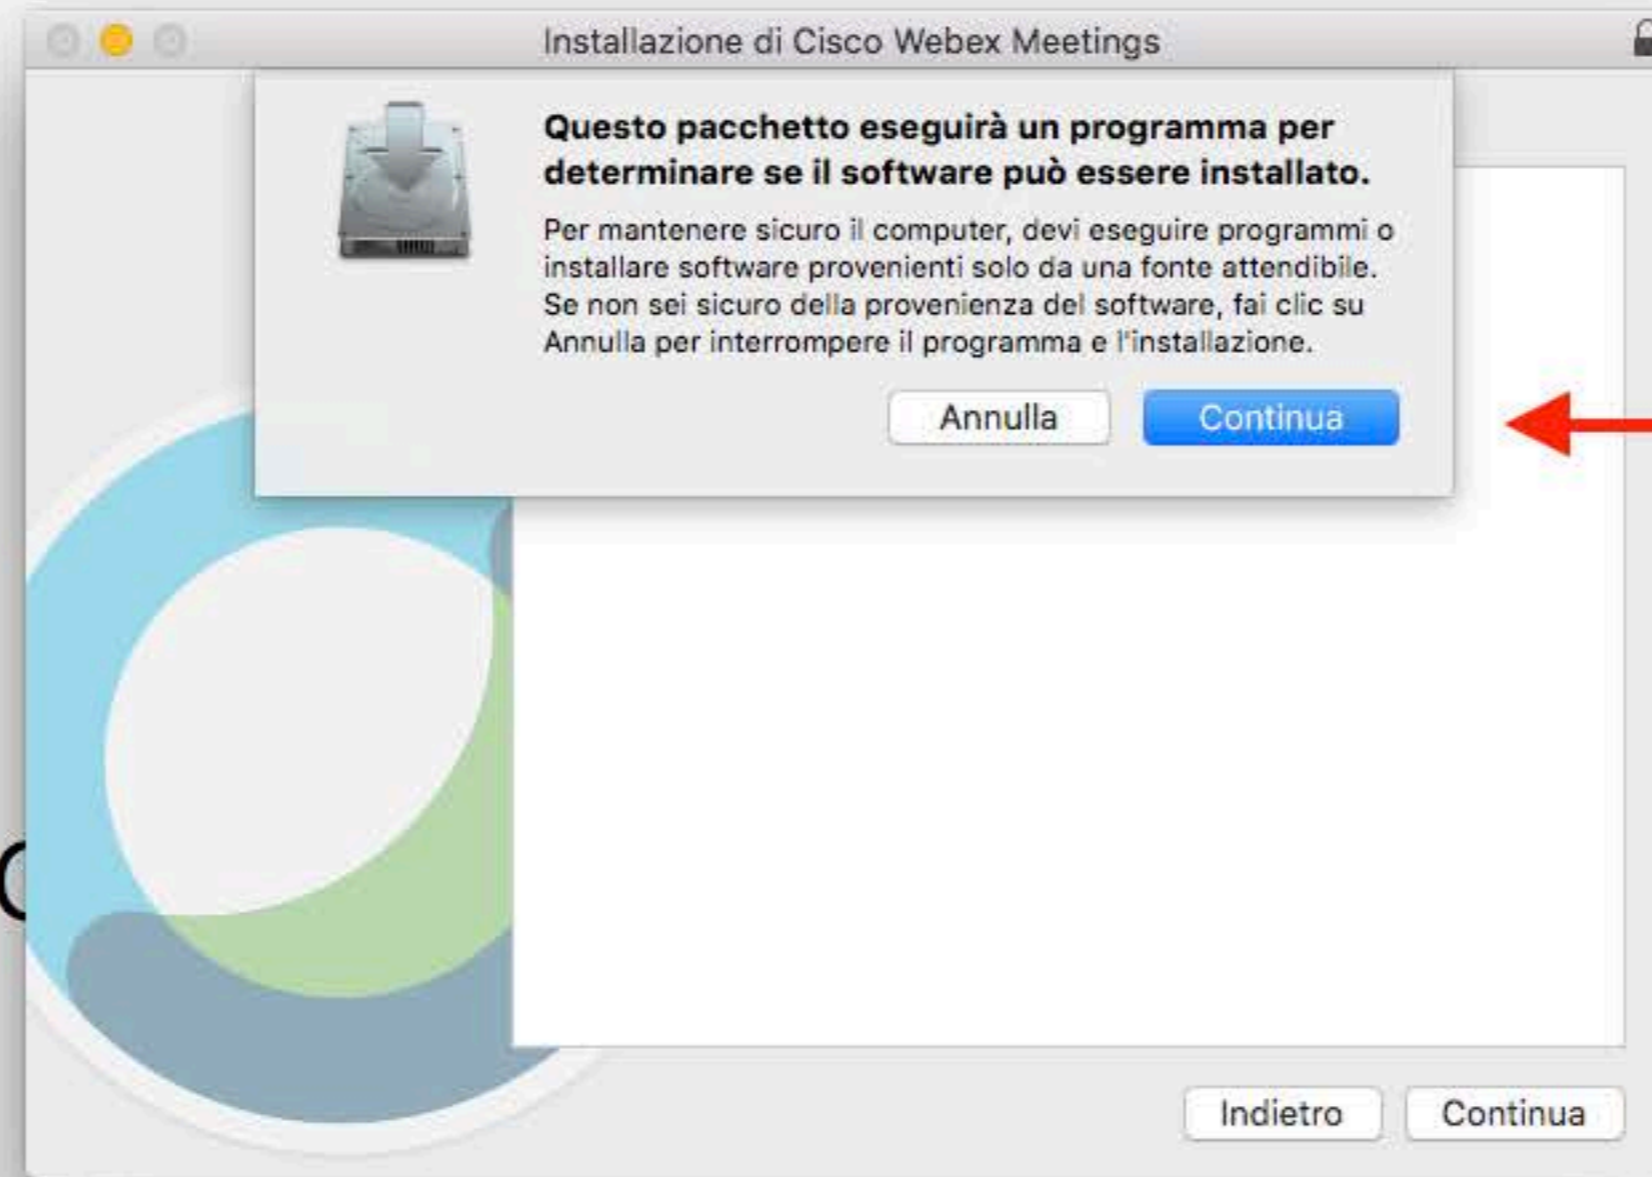 Installazione di Cisco Webex Meetings
Questo pacchetto eseguirà un programma per
determinare se il software può essere installato.
Per mantenere sicuro il computer, devi eseguire programmi o
installare software provenienti solo da una fonte attendibile.
Se non sei sicuro della provenienza del software, fai clic su
Annulla per interrompere il programma e l'installazione.
Annulla Continua
Indietro Continua